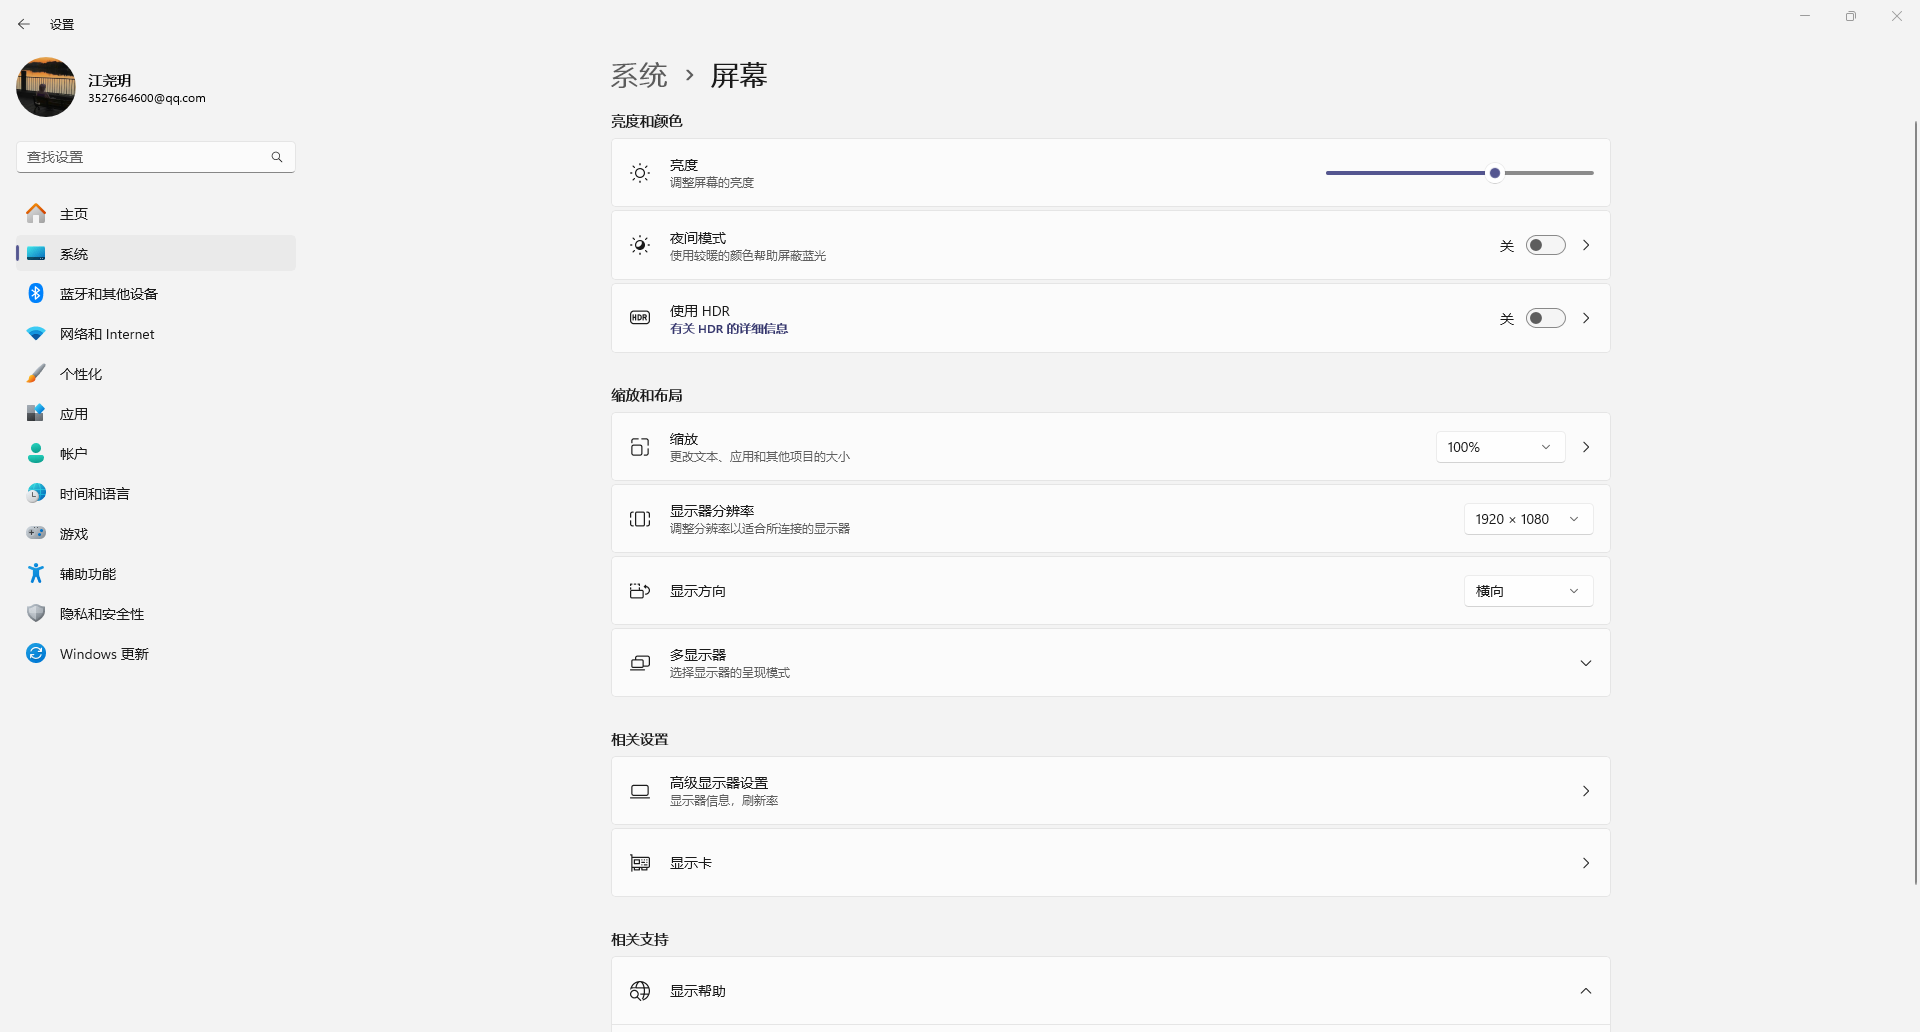 设置
江尧玥
3527664600@qq.com
查找设置
主页
系统
蓝牙和其他设备
网络和 Internet
个性化
应用
帐户
时间和语言
游戏
辅助功能
隐私和安全性
Windows 更新
系统 › 屏幕
亮度和颜色
亮度
调整屏幕的亮度
夜间模式
使用较暖的颜色帮助屏蔽蓝光
关
HDR
使用 HDR
有关 HDR 的详细信息
关
缩放和布局
缩放
更改文本、应用和其他项目的大小
100%
显示器分辨率
调整分辨率以适合所连接的显示器
1920 × 1080
显示方向
横向
多显示器
选择显示器的呈现模式
相关设置
高级显示器设置
显示器信息，刷新率
显示卡
相关支持
显示帮助